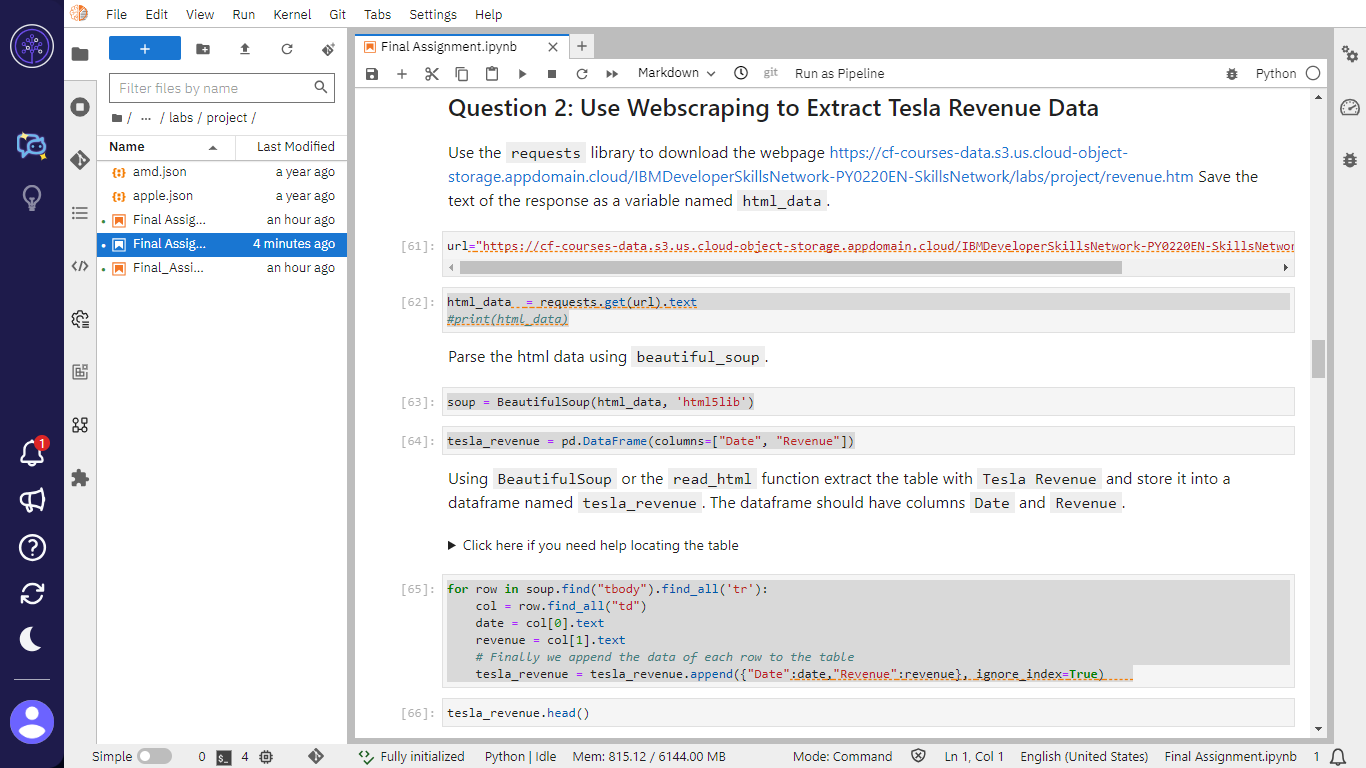 File Edit View Run Kernel Git Tabs Settings Help
+
Filter files by name
/ ... / labs / project /
Name Last Modified
amd.json a year ago
apple.json a year ago
Final Assig... an hour ago
Final Assig... 4 minutes ago
Final_Assi... an hour ago
1
Final Assignment.ipynb
Markdown git Run as Pipeline Python
Question 2: Use Webscraping to Extract Tesla Revenue Data
Use the requests library to download the webpage https://cf-courses-data.s3.us.cloud-object-
storage.appdomain.cloud/IBMDeveloperSkillsNetwork-PY0220EN-SkillsNetwork/labs/project/revenue.htm Save the
text of the response as a variable named html_data .
[61]: url="https://cf-courses-data.s3.us.cloud-object-storage.appdomain.cloud/IBMDeveloperSkillsNetwork-PY0220EN-SkillsNetwor
[62]: html_data  = requests.get(url).text
#print(html_data)
Parse the html data using beautiful_soup .
[63]: soup = BeautifulSoup(html_data, 'html5lib')
[64]: tesla_revenue = pd.DataFrame(columns=["Date", "Revenue"])
Using BeautifulSoup or the read_html function extract the table with Tesla Revenue and store it into a
dataframe named tesla_revenue . The dataframe should have columns Date and Revenue .
Click here if you need help locating the table
[65]: for row in soup.find("tbody").find_all('tr'):
    col = row.find_all("td")
    date = col[0].text
    revenue = col[1].text
    # Finally we append the data of each row to the table
    tesla_revenue = tesla_revenue.append({"Date":date,"Revenue":revenue}, ignore_index=True)
[66]: tesla_revenue.head()
Simple 0 $_ 4 Fully initialized Python | Idle Mem: 815.12 / 6144.00 MB Mode: Command Ln 1, Col 1 English (United States) Final Assignment.ipynb 1